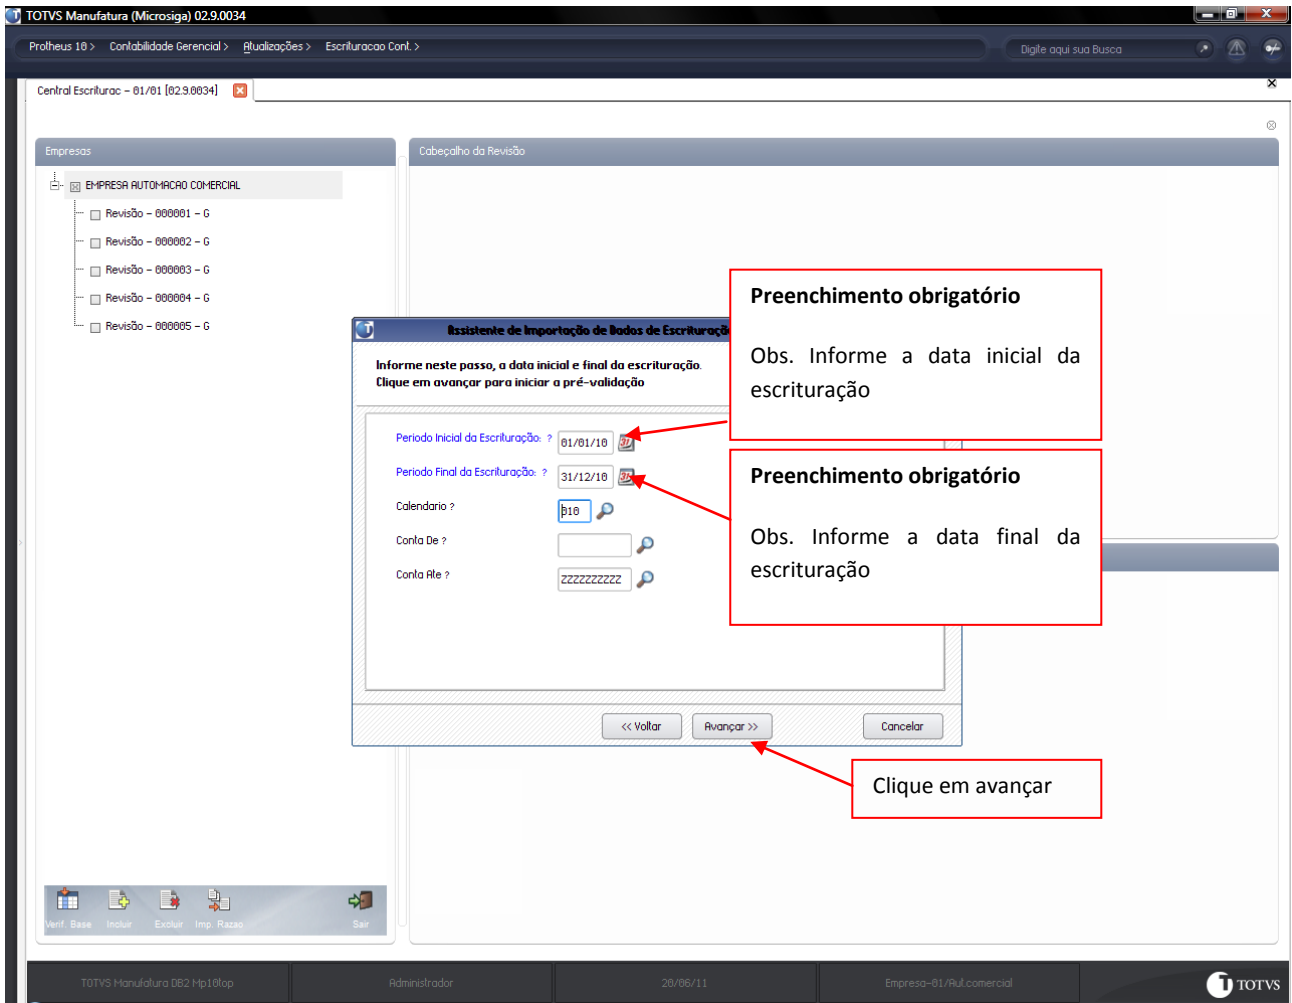 TOTVS Manufatura (Microsiga) 02.9.0034
Protheus 10 > Contabilidade Gerencial > Atualizações > Escrituracao Cont. >
Digite aqui sua Busca
Central Escriturac - 01/01 [02.9.0034]
Empresas
Cabeçalho da Revisão
EMPRESA AUTOMACAO COMERCIAL
Revisão - 000001 - G
Revisão - 000002 - G
Revisão - 000003 - G
Revisão - 000004 - G
Revisão - 000005 - G
Assistente de Importação de Dados de Escrituraçã
Informe neste passo, a data inicial e final da escrituração.
Clique em avançar para iniciar a pré-validação
Periodo Inicial da Escrituração: ? 01/01/10
Periodo Final da Escrituração: ? 31/12/10
Calendario ? 010
Conta De ?
Conta Ate ? ZZZZZZZZZZ
<< Voltar
Avançar >>
Cancelar
Preenchimento obrigatório
Obs. Informe a data inicial da
escrituração
Preenchimento obrigatório
Obs. Informe a data final da
escrituração
Clique em avançar
Verif. Base
Incluir
Excluir
Imp. Razao
Sair
TOTVS Manufatura DB2 Mp10top
Administrador
20/06/11
Empresa-01/Aut.comercial
TOTVS